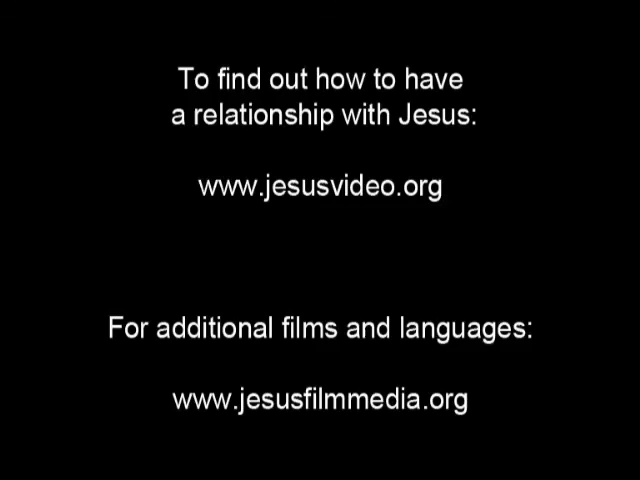 To find out how to have
a relationship with Jesus:
www.jesusvideo.org
For additional films and languages:
www.jesusfilmmedia.org